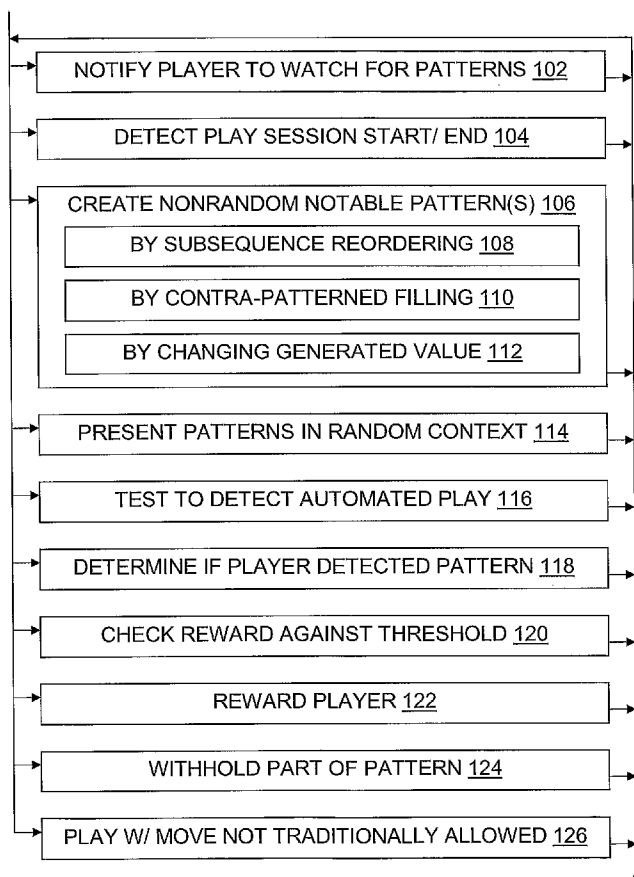 NOTIFY PLAYER TO WATCH FOR PATTERNS 102
DETECT PLAY SESSION START/ END 104
CREATE NONRANDOM NOTABLE PATTERN(S) 106
BY SUBSEQUENCE REORDERING 108
BY CONTRA-PATTERNED FILLING 110
BY CHANGING GENERATED VALUE 112
PRESENT PATTERNS IN RANDOM CONTEXT 114
TEST TO DETECT AUTOMATED PLAY 116
DETERMINE IF PLAYER DETECTED PATTERN 118
CHECK REWARD AGAINST THRESHOLD 120
REWARD PLAYER 122
WITHHOLD PART OF PATTERN 124
PLAY W/ MOVE NOT TRADITIONALLY ALLOWED 126